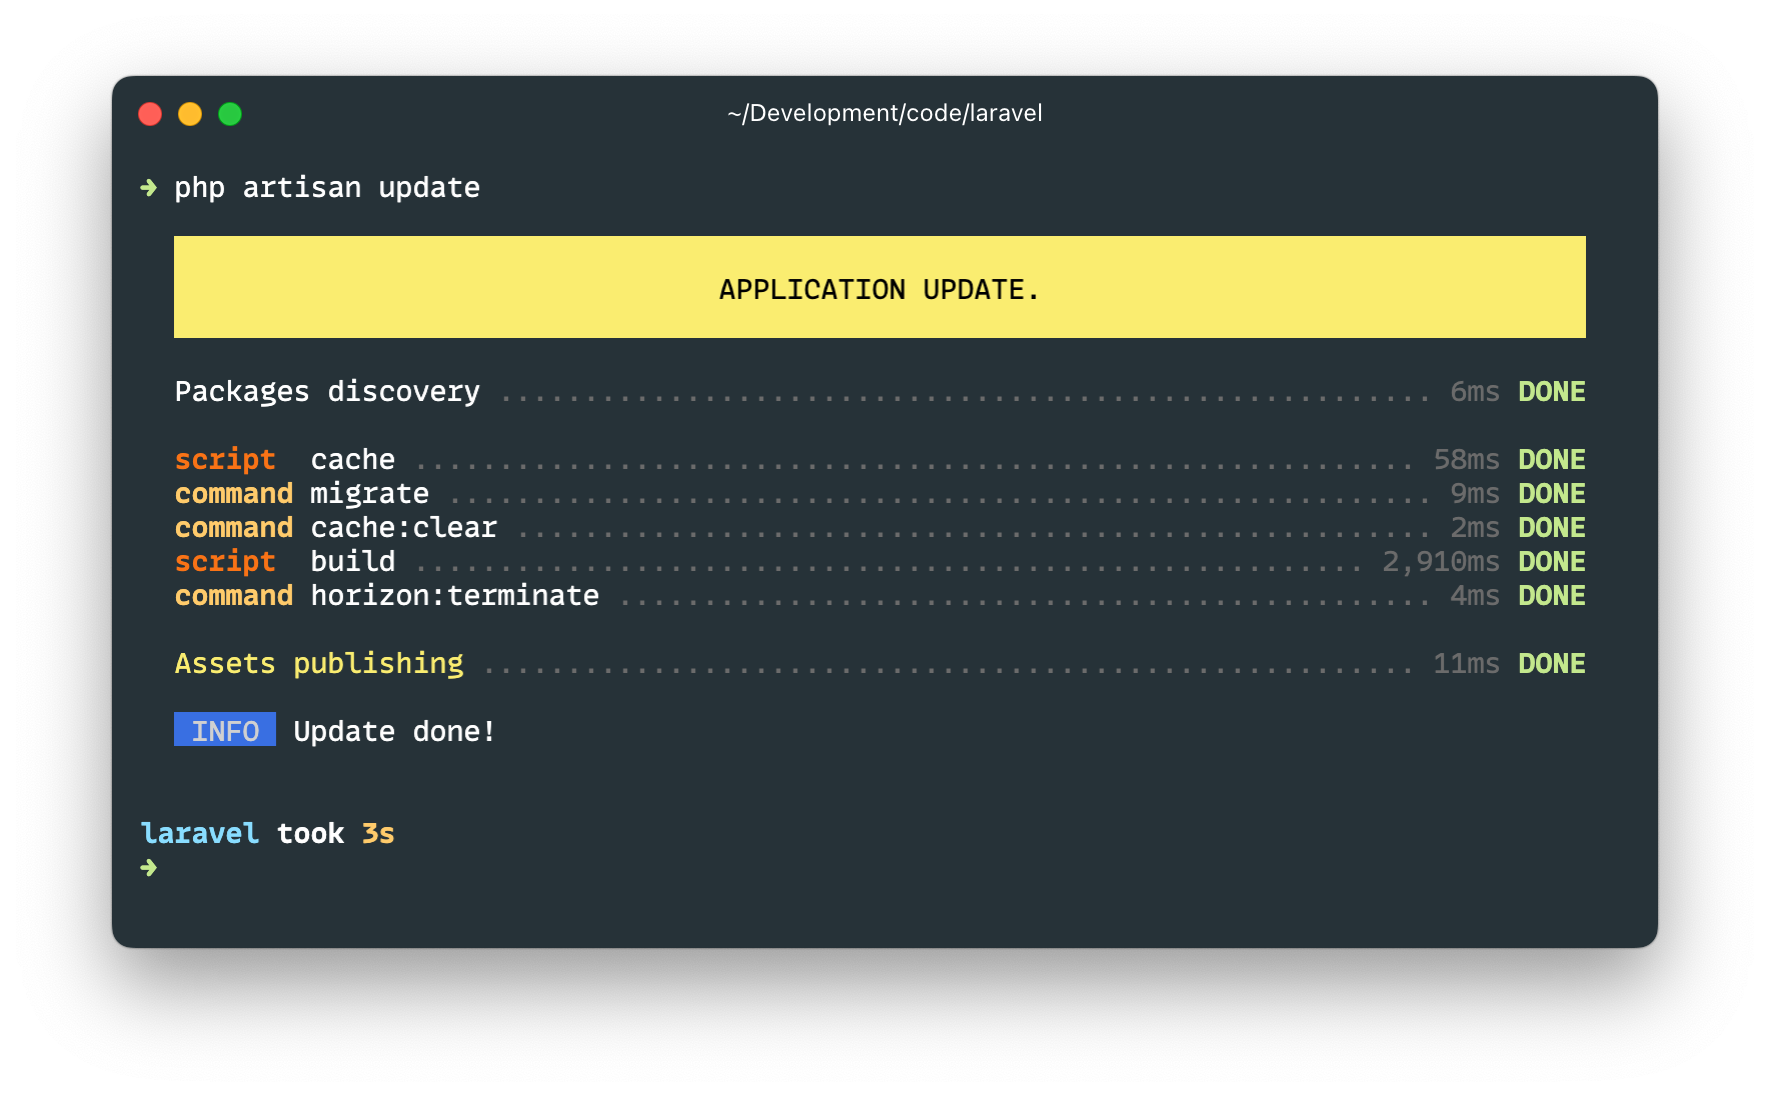 ~/Development/code/laravel
➜ php artisan update
APPLICATION UPDATE.
Packages discovery ....................................................... 6ms DONE
script  cache ........................................................... 58ms DONE
command migrate .......................................................... 9ms DONE
command cache:clear ...................................................... 2ms DONE
script  build ........................................................ 2,910ms DONE
command horizon:terminate ................................................ 4ms DONE
Assets publishing ....................................................... 11ms DONE
INFO Update done!
laravel took 3s
➜